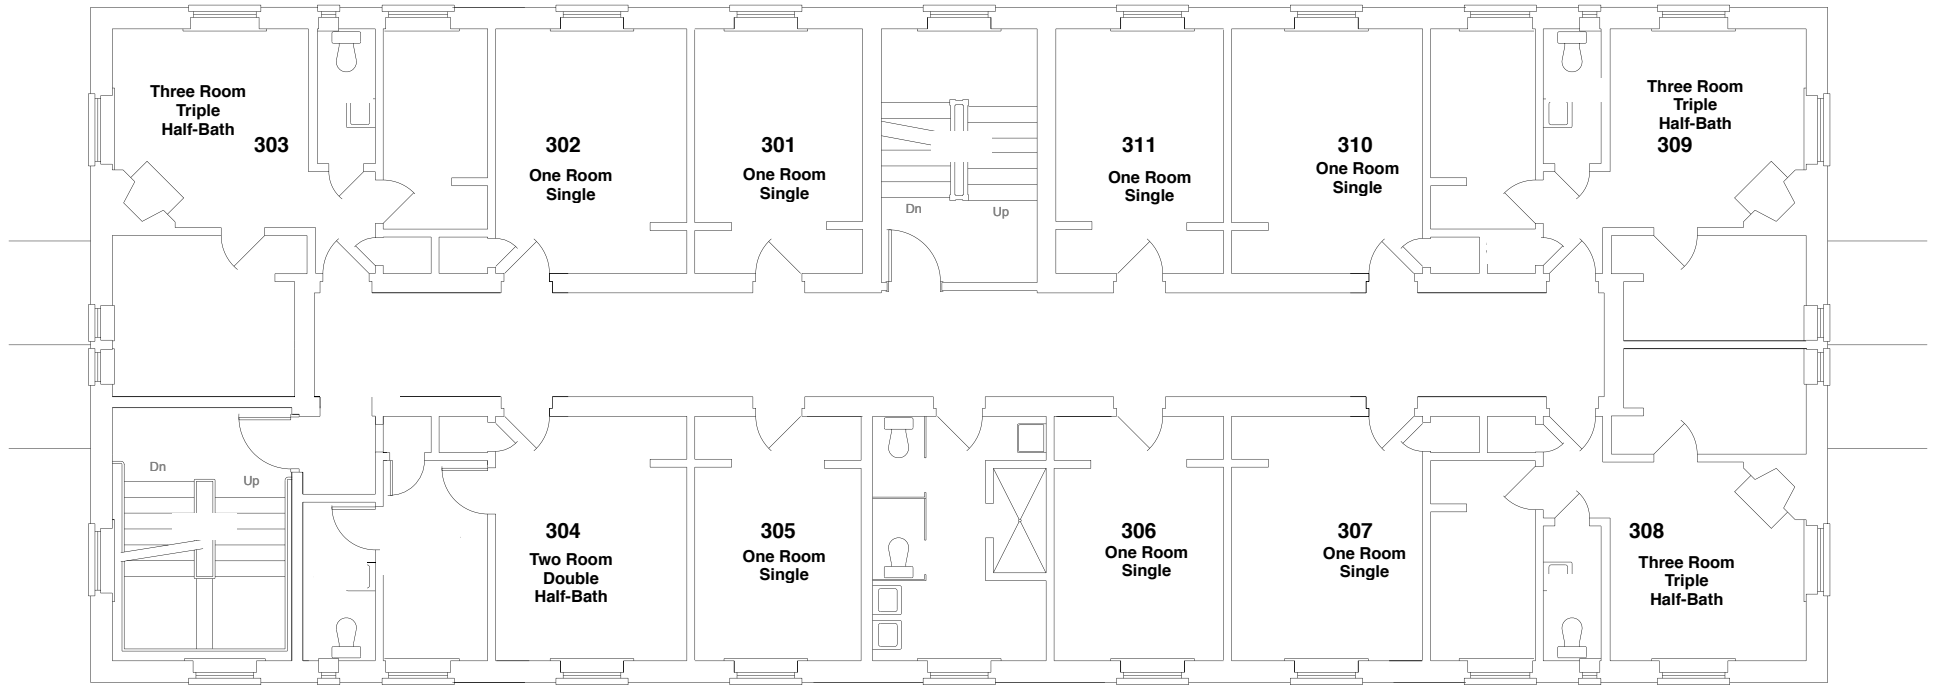 Three Room
Triple
Half-Bath
303
302
One Room
Single
301
One Room
Single
Dn
Up
311
One Room
Single
310
One Room
Single
Three Room
Triple
Half-Bath
309
Dn
Up
304
Two Room
Double
Half-Bath
305
One Room
Single
306
One Room
Single
307
One Room
Single
308
Three Room
Triple
Half-Bath